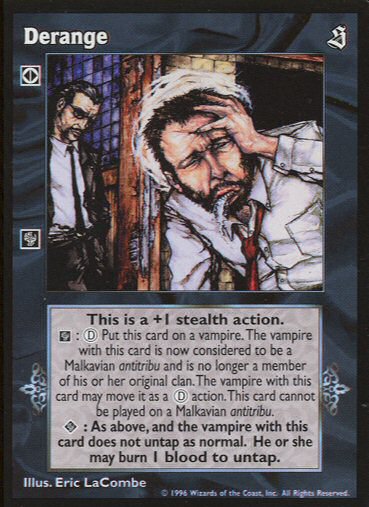 Derange
This is a +1 stealth action.
: Ⓓ Put this card on a vampire. The vampire
with this card is now considered to be a
Malkavian antitribu and is no longer a member
of his or her original clan. The vampire with this
card may move it as a Ⓓ action. This card cannot
be played on a Malkavian antitribu.
: As above, and the vampire with this
card does not untap as normal. He or she
may burn 1 blood to untap.
Illus. Eric LaCombe
© 1996 Wizards of the Coast, Inc. All Rights Reserved.